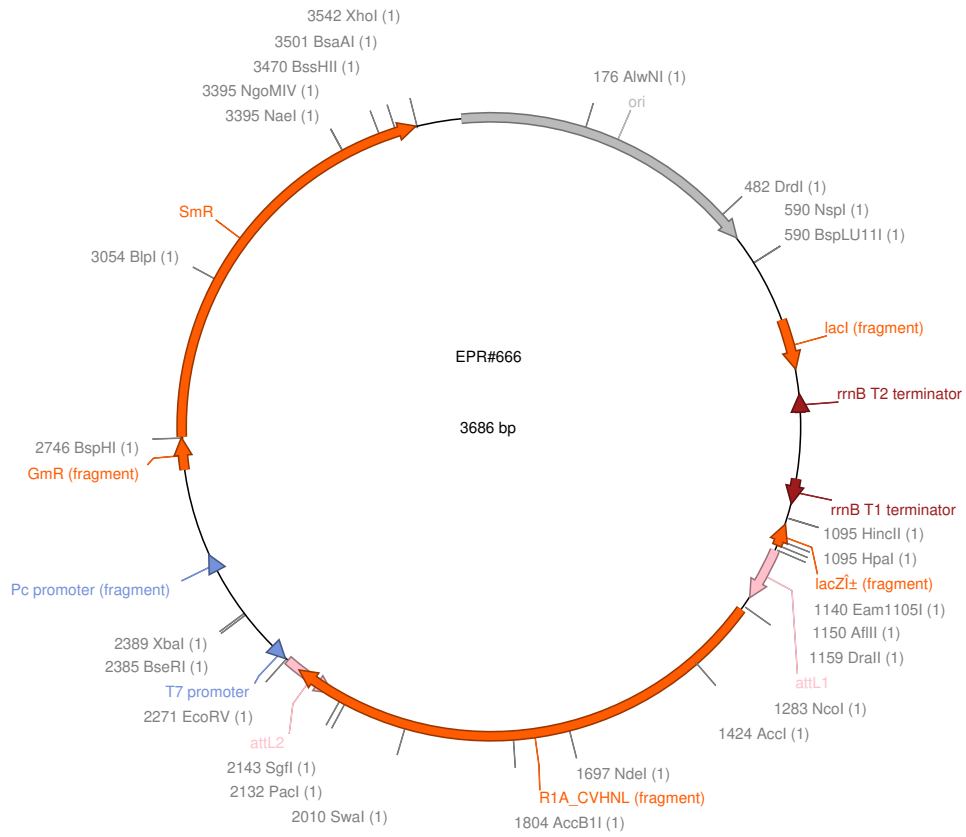 3542 XhoI (1)
3501 BsaAI (1)
3470 BssHII (1)
3395 NgoMIV (1)
3395 NaeI (1)
176 AlwNI (1)
ori
482 DrdI (1)
590 NspI (1)
590 BspLU11I (1)
SmR
3054 BlpI (1)
lacI (fragment)
EPR#666
rrnB T2 terminator
3686 bp
2746 BspHI (1)
GmR (fragment)
rrnB T1 terminator
1095 HincII (1)
1095 HpaI (1)
lacZÎ± (fragment)
Pc promoter (fragment)
1140 Eam1105I (1)
1150 AflIII (1)
1159 DraII (1)
2389 XbaI (1)
2385 BseRI (1)
attL1
T7 promoter
1283 NcoI (1)
2271 EcoRV (1)
1424 AccI (1)
attL2
2143 SgfI (1)
1697 NdeI (1)
2132 PacI (1)
R1A_CVHNL (fragment)
2010 SwaI (1)
1804 AccB1I (1)